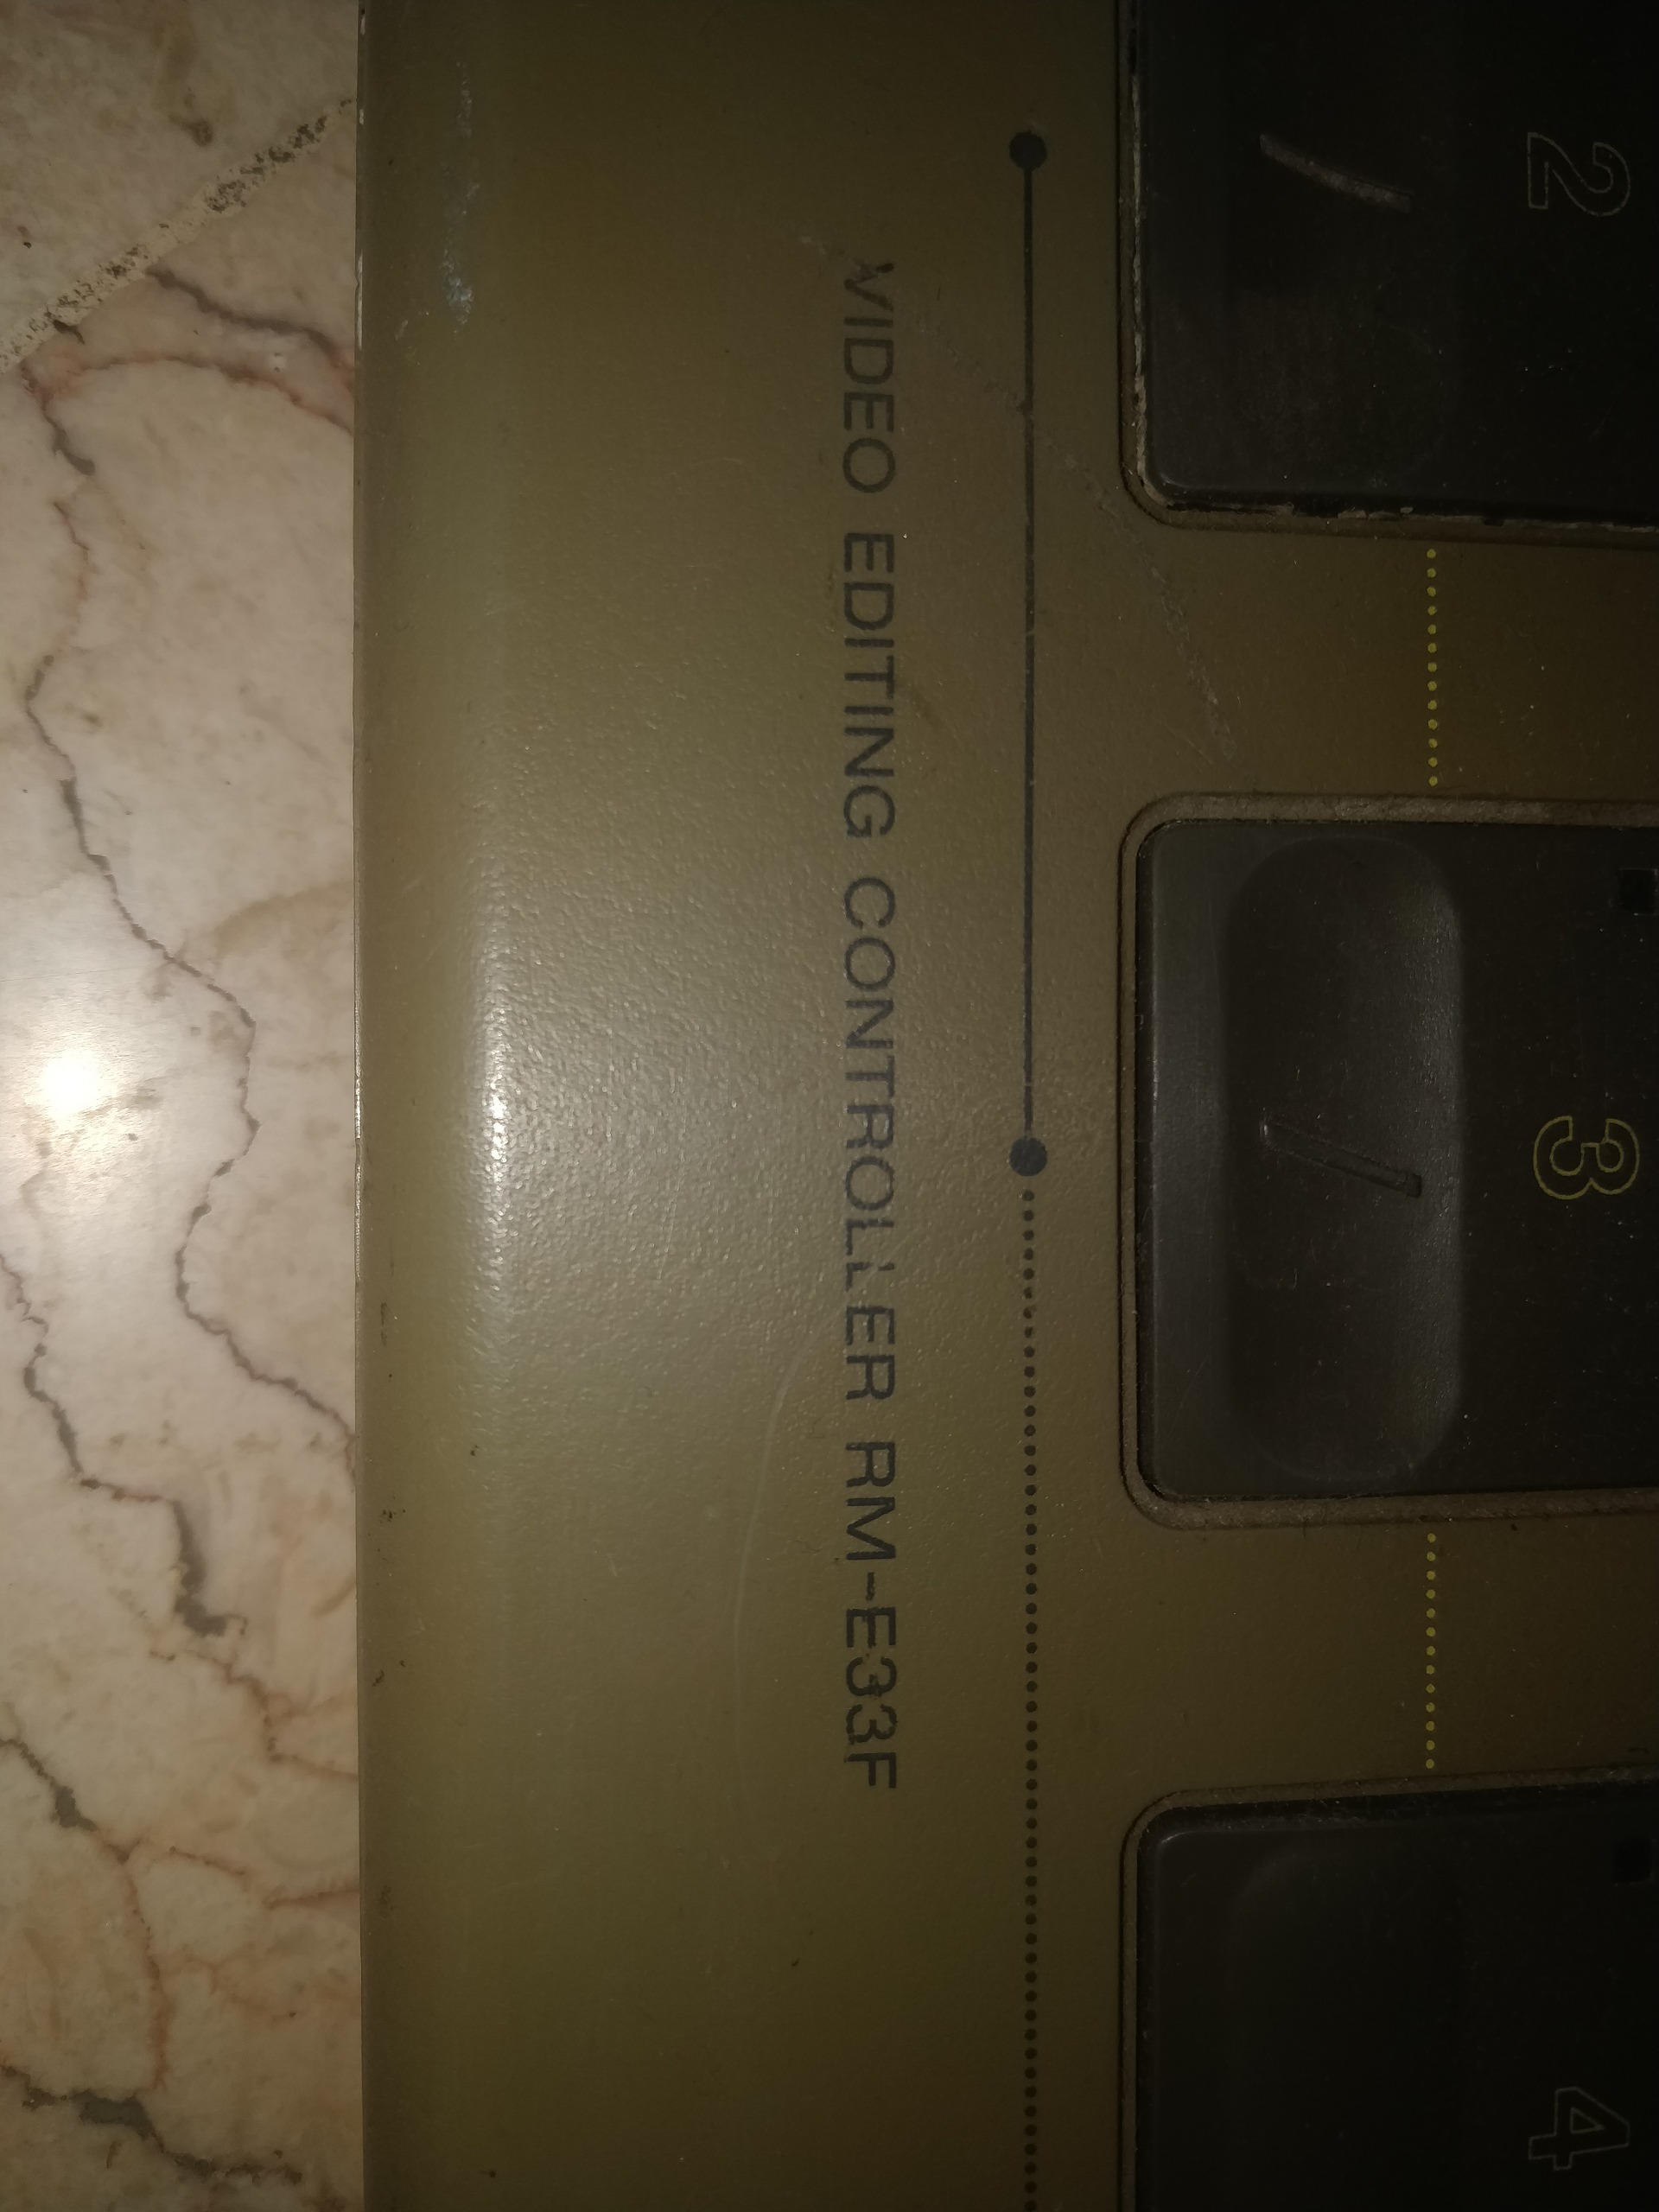 VIDEO EDITING CONTROLLER RM-E33F
2
3
4